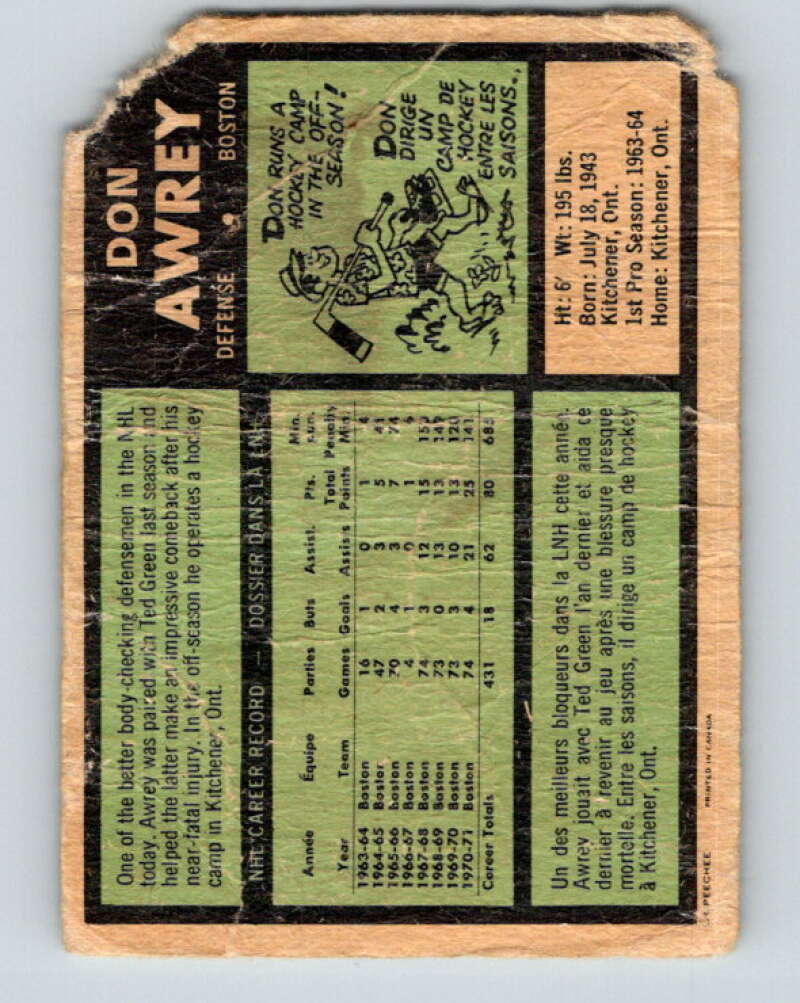 DON
AWREY
DEFENSE • BOSTON
One of the better body-checking defensemen in the NHL
today. Awrey was paired with Ted Green last season and
helped the latter make an impressive comeback after his
near-fatal injury. In the off-season he operates a hockey
camp in Kitchener, Ont.
DON RUNS A
HOCKEY CAMP
IN THE OFF-
SEASON!
DON
DIRIGE
UN
CAMP DE
HOCKEY
ENTRE LES
SAISONS...
NHL CAREER RECORD — DOSSIER DANS LA LNH
Année Équipe Parties Buts Assist. Pts. Min.
Year Team Games Goals Assists Total Points Penalty Min.
1963-64 Boston 16 1 0 1 4
1964-65 Boston 47 2 3 5 41
1965-66 Boston 70 4 3 7 74
1966-67 Boston 4 1 0 1 6
1967-68 Boston 74 3 12 15 150
1968-69 Boston 73 0 13 13 149
1969-70 Boston 73 3 10 13 120
1970-71 Boston 74 4 21 25 141
Career Totals 431 18 62 80 685
Ht: 6' Wt: 195 lbs.
Born: July 18, 1943
Kitchener, Ont.
1st Pro Season: 1963-64
Home: Kitchener, Ont.
Un des meilleurs bloqueurs dans la LNH cette année.
Awrey jouait avec Ted Green l'an dernier et aida ce
dernier à revenir au jeu après une blessure presque
mortelle. Entre les saisons, il dirige un camp de hockey
à Kitchener, Ont.
PEECHEE PRINTED IN CANADA